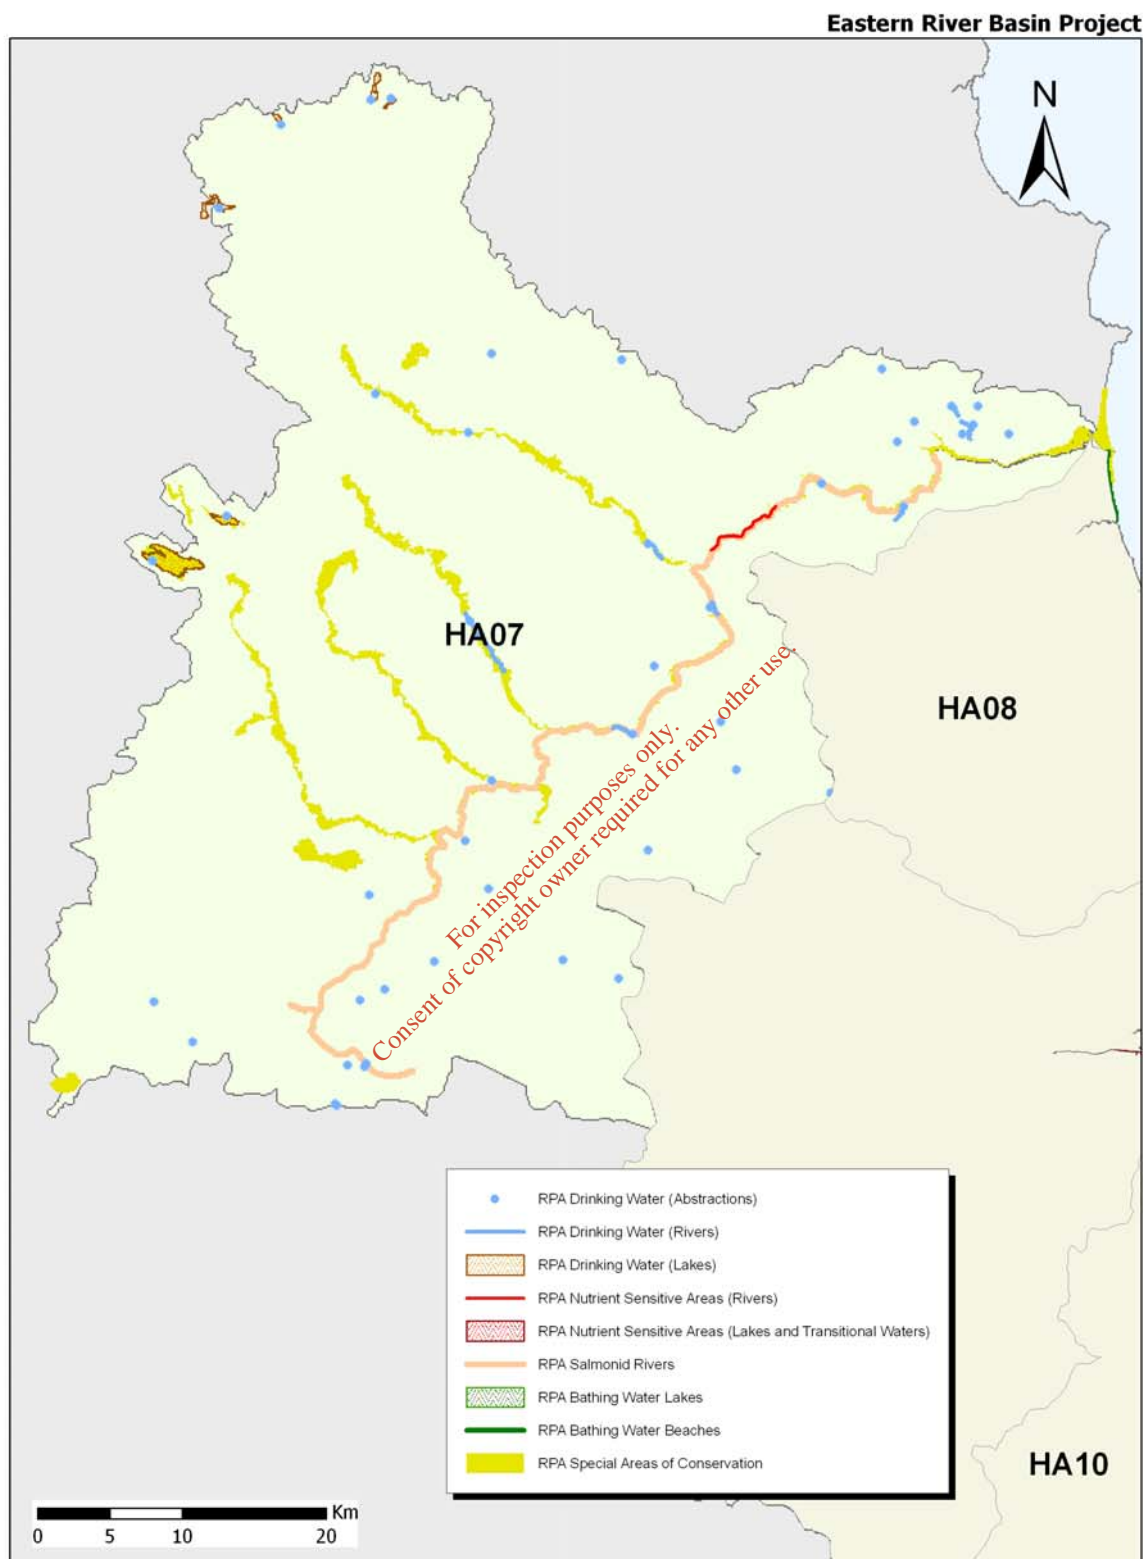 Eastern River Basin Project
N
HA07
HA08
For inspection purposes only.
Consent of copyright owner required for any other use.
RPA Drinking Water (Abstractions)
RPA Drinking Water (Rivers)
RPA Drinking Water (Lakes)
RPA Nutrient Sensitive Areas (Rivers)
RPA Nutrient Sensitive Areas (Lakes and Transitional Waters)
RPA Salmonid Rivers
RPA Bathing Water Lakes
RPA Bathing Water Beaches
RPA Special Areas of Conservation
HA10
Km
0 5 10 20